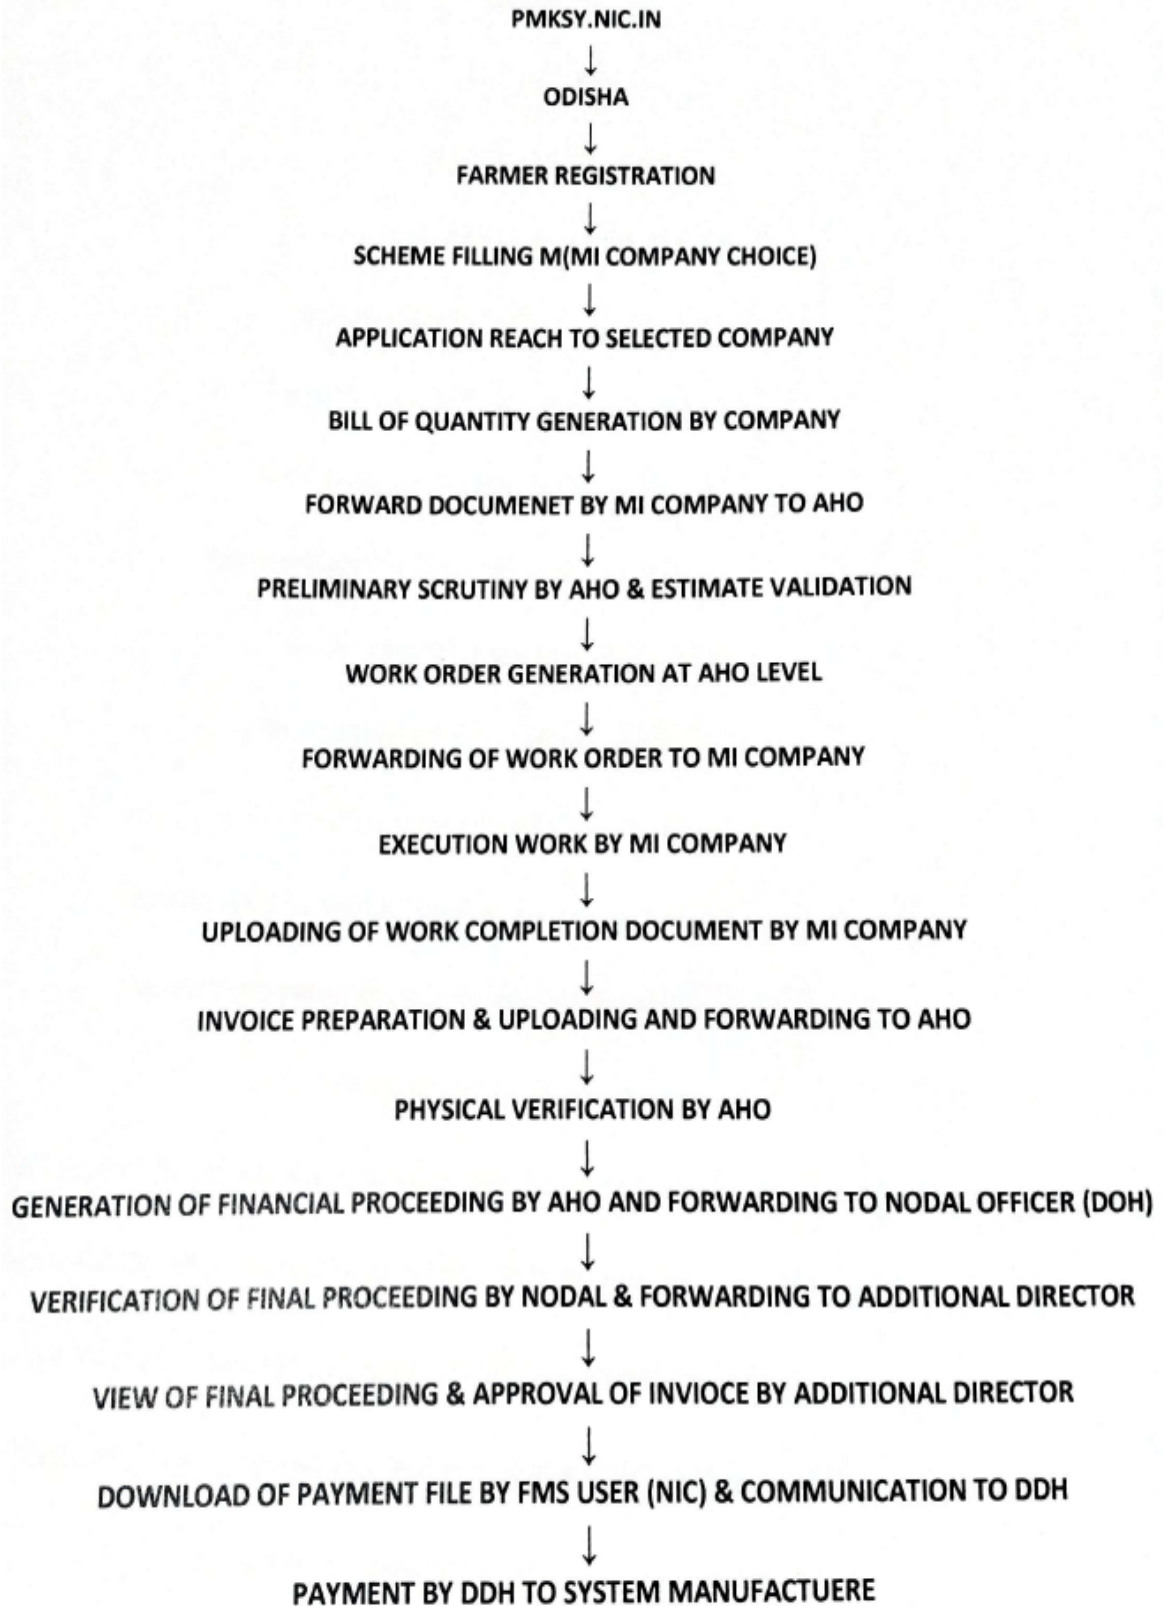 PMKSY.NIC.IN
↓
ODISHA
↓
FARMER REGISTRATION
↓
SCHEME FILLING M(MI COMPANY CHOICE)
↓
APPLICATION REACH TO SELECTED COMPANY
↓
BILL OF QUANTITY GENERATION BY COMPANY
↓
FORWARD DOCUMENET BY MI COMPANY TO AHO
↓
PRELIMINARY SCRUTINY BY AHO & ESTIMATE VALIDATION
↓
WORK ORDER GENERATION AT AHO LEVEL
↓
FORWARDING OF WORK ORDER TO MI COMPANY
↓
EXECUTION WORK BY MI COMPANY
↓
UPLOADING OF WORK COMPLETION DOCUMENT BY MI COMPANY
↓
INVOICE PREPARATION & UPLOADING AND FORWARDING TO AHO
↓
PHYSICAL VERIFICATION BY AHO
↓
GENERATION OF FINANCIAL PROCEEDING BY AHO AND FORWARDING TO NODAL OFFICER (DOH)
↓
VERIFICATION OF FINAL PROCEEDING BY NODAL & FORWARDING TO ADDITIONAL DIRECTOR
↓
VIEW OF FINAL PROCEEDING & APPROVAL OF INVIOCE BY ADDITIONAL DIRECTOR
↓
DOWNLOAD OF PAYMENT FILE BY FMS USER (NIC) & COMMUNICATION TO DDH
↓
PAYMENT BY DDH TO SYSTEM MANUFACTUERE